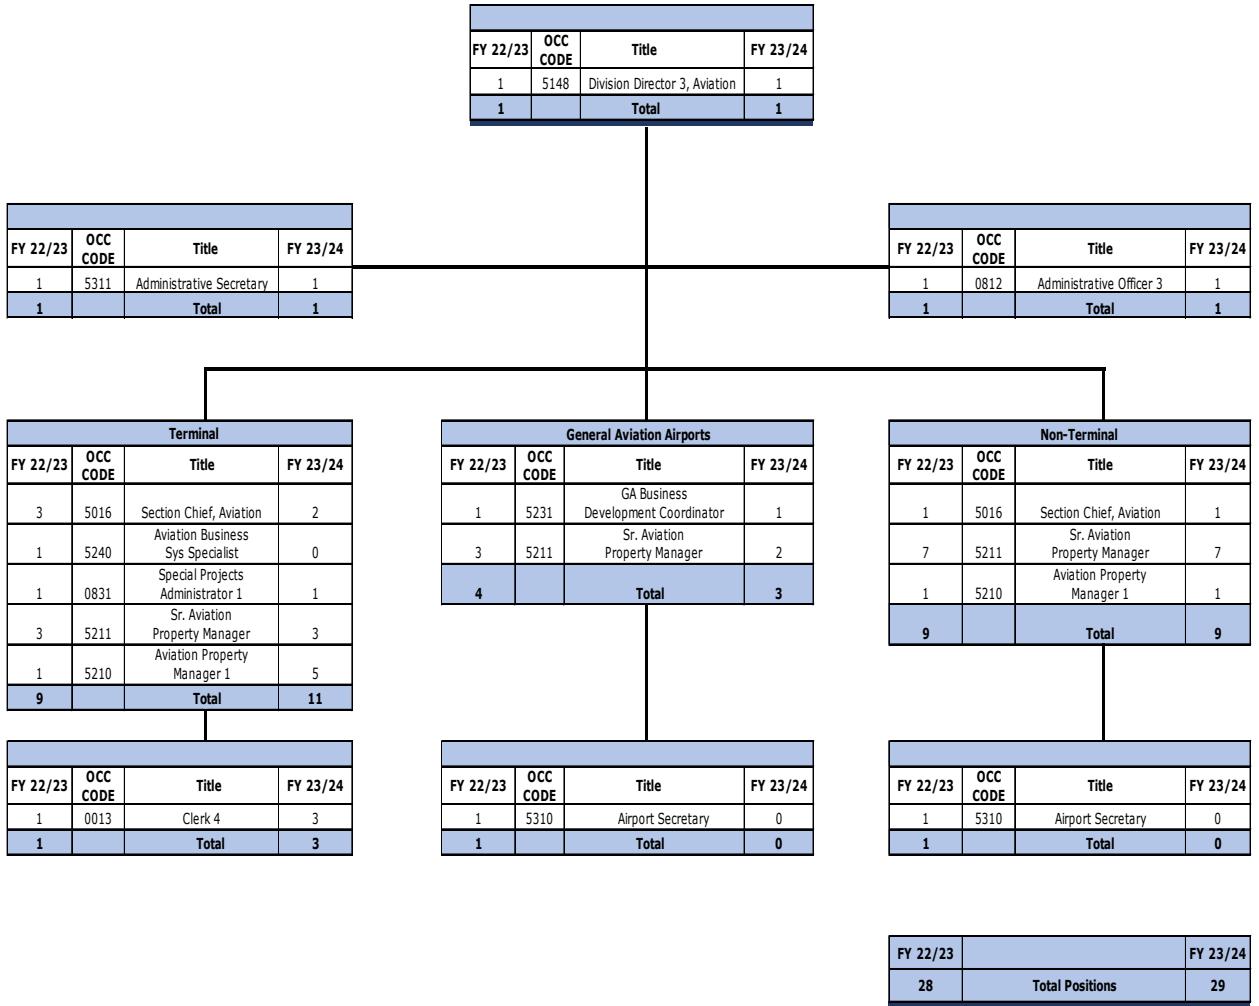 FY 22/23 OCC CODE Title FY 23/24
1 5148 Division Director 3, Aviation 1
1 Total 1
FY 22/23 OCC CODE Title FY 23/24
1 5311 Administrative Secretary 1
1 Total 1
FY 22/23 OCC CODE Title FY 23/24
1 0812 Administrative Officer 3 1
1 Total 1
Terminal
FY 22/23 OCC CODE Title FY 23/24
3 5016 Section Chief, Aviation 2
Aviation Business
1 5240 Sys Specialist 0
Special Projects
1 0831 Administrator 1 1
Sr. Aviation
3 5211 Property Manager 3
Aviation Property
1 5210 Manager 1 5
9 Total 11
General Aviation Airports
FY 22/23 OCC CODE Title FY 23/24
GA Business
1 5231 Development Coordinator 1
Sr. Aviation
3 5211 Property Manager 2
4 Total 3
Non-Terminal
FY 22/23 OCC CODE Title FY 23/24
1 5016 Section Chief, Aviation 1
Sr. Aviation
7 5211 Property Manager 7
Aviation Property
1 5210 Manager 1 1
9 Total 9
FY 22/23 OCC CODE Title FY 23/24
1 0013 Clerk 4 3
1 Total 3
FY 22/23 OCC CODE Title FY 23/24
1 5310 Airport Secretary 0
1 Total 0
FY 22/23 OCC CODE Title FY 23/24
1 5310 Airport Secretary 0
1 Total 0
FY 22/23 FY 23/24
28 Total Positions 29